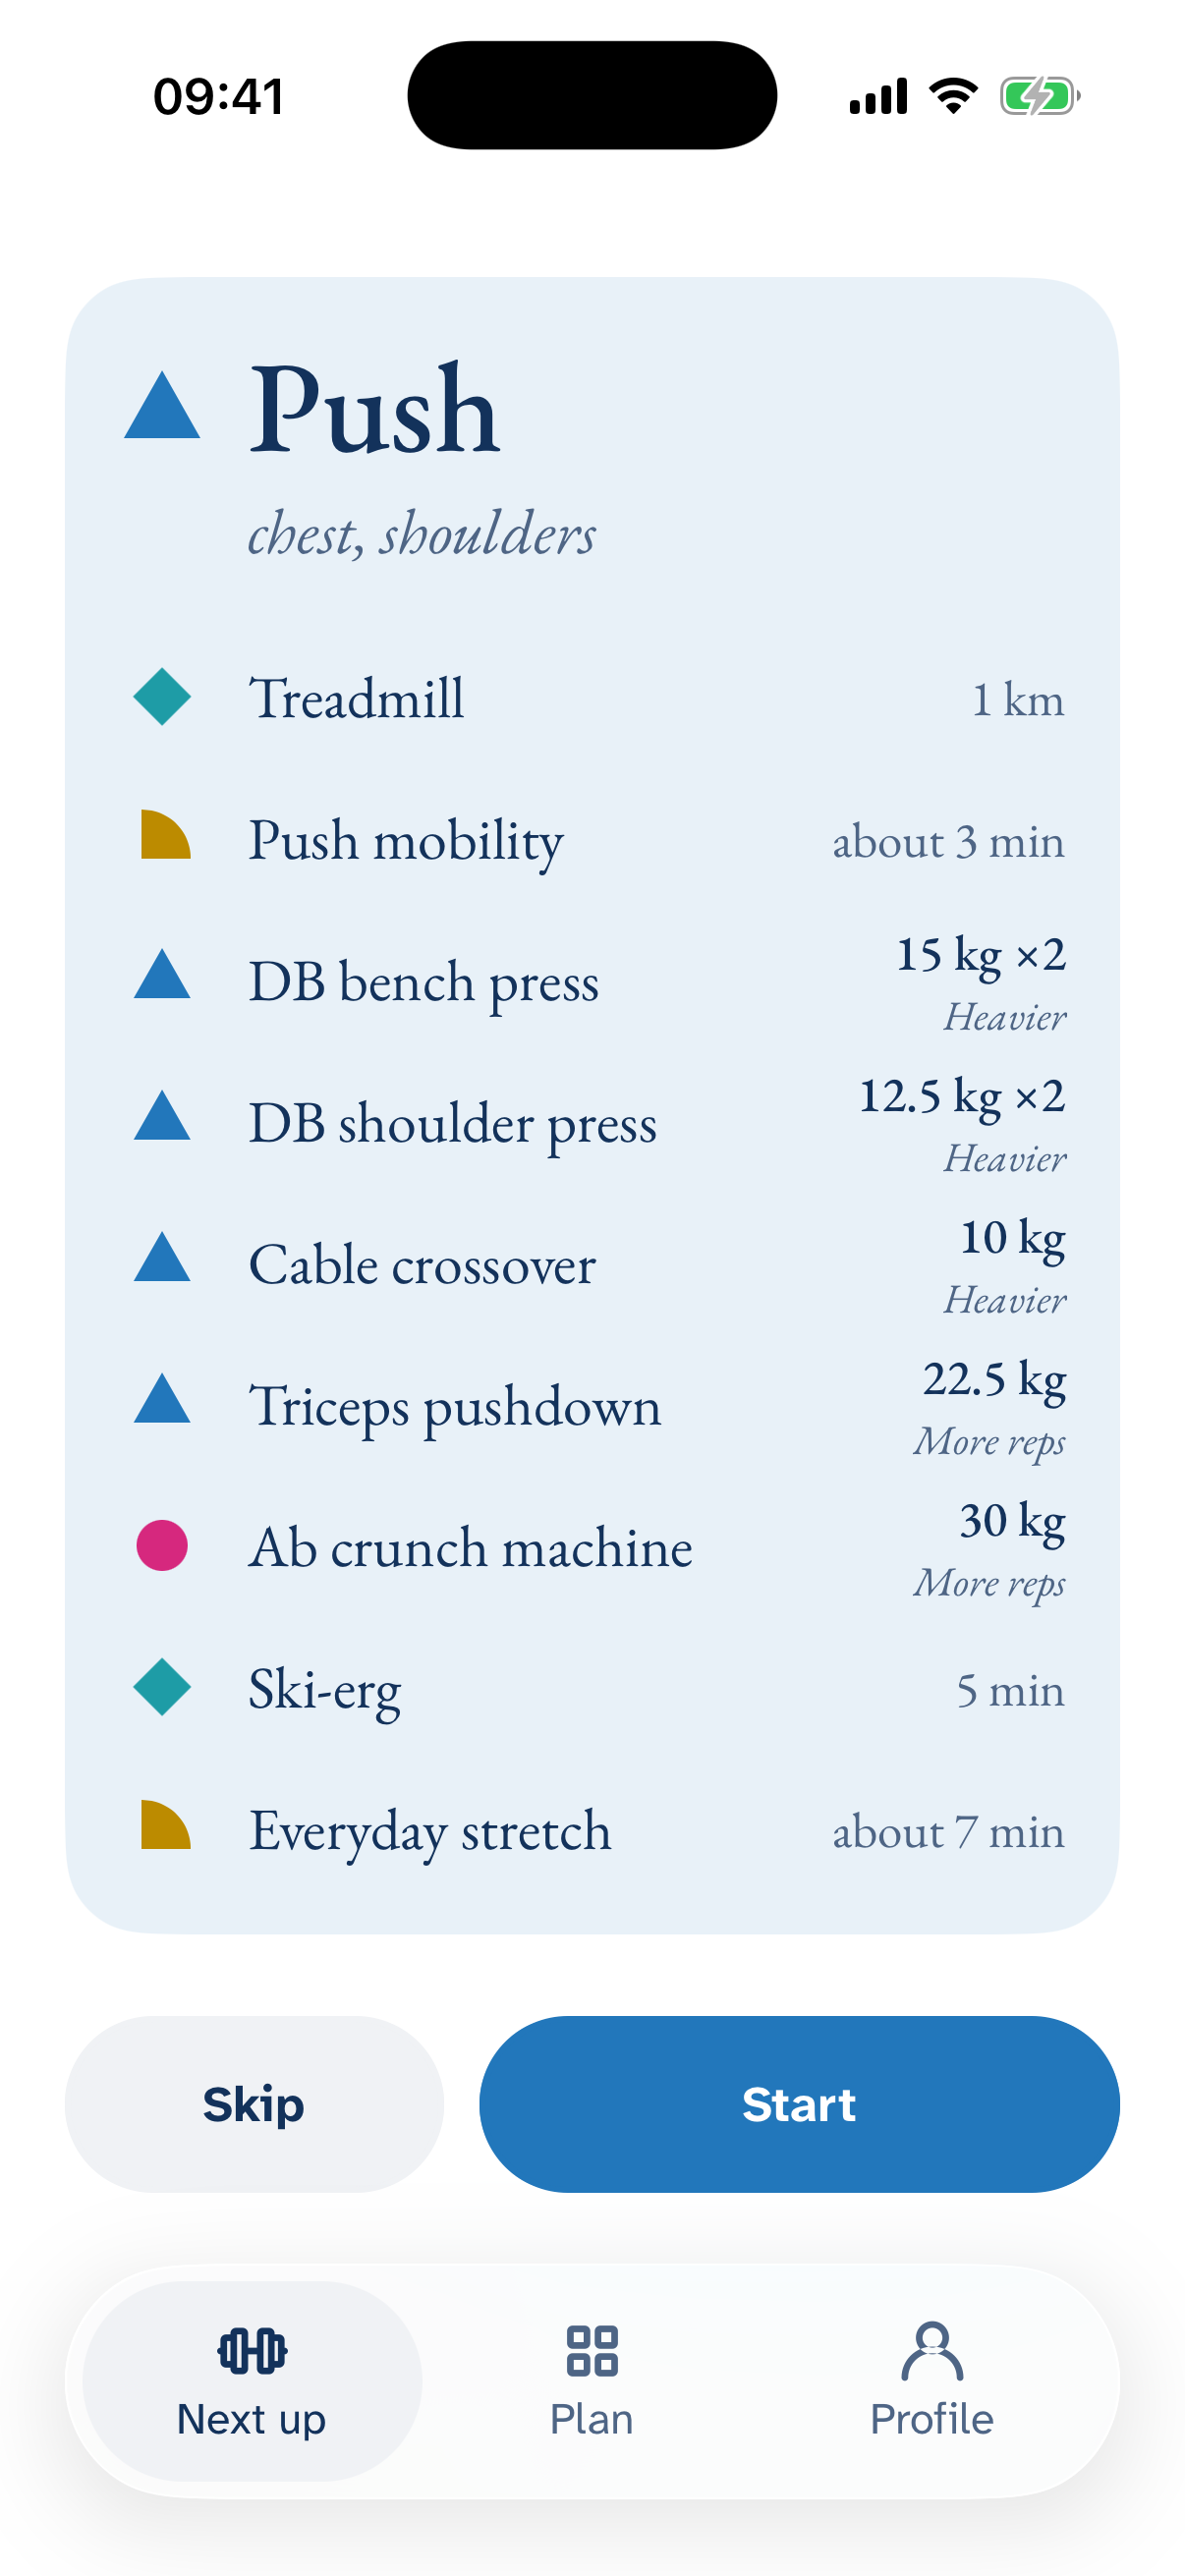 09:41
Push
chest, shoulders
Treadmill 1 km
Push mobility about 3 min
DB bench press 15 kg ×2
Heavier
DB shoulder press 12.5 kg ×2
Heavier
Cable crossover 10 kg
Heavier
Triceps pushdown 22.5 kg
More reps
Ab crunch machine 30 kg
More reps
Ski-erg 5 min
Everyday stretch about 7 min
Skip Start
Next up Plan Profile